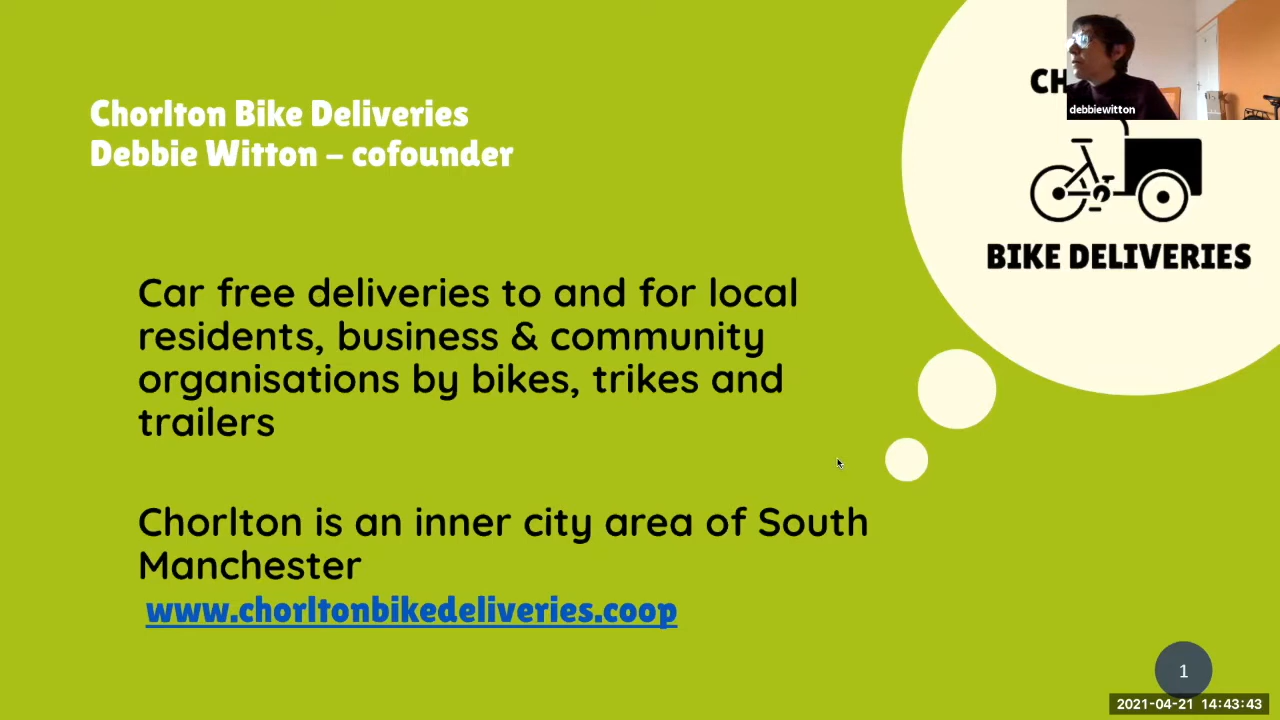 Chorlton Bike Deliveries
Debbie Witton – cofounder
CH
debbiewitton
BIKE DELIVERIES
Car free deliveries to and for local
residents, business & community
organisations by bikes, trikes and
trailers
Chorlton is an inner city area of South
Manchester
www.chorltonbikedeliveries.coop
1
2021-04-21 14:43:43